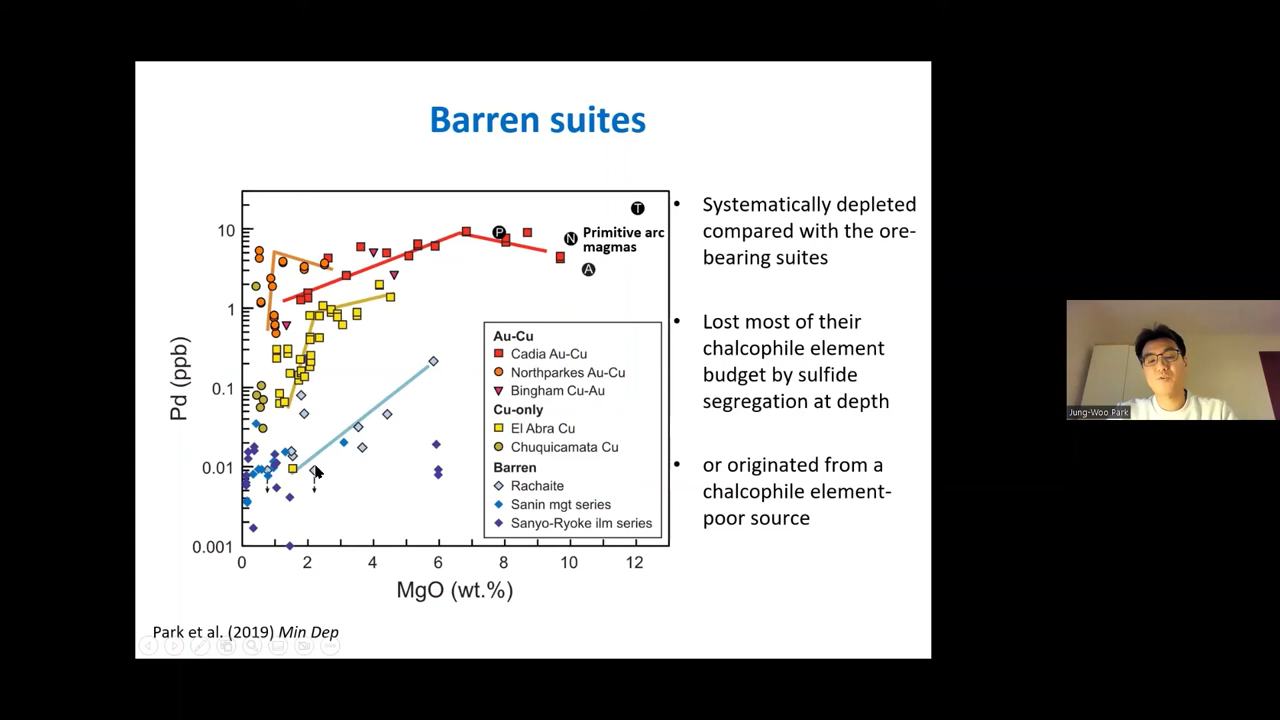 Barren suites
Pd (ppb)
10
1
0.1
0.01
0.001
0
2
4
6
8
10
12
MgO (wt.%)
T
P
N
A
Primitive arc
magmas
Au-Cu
Cadia Au-Cu
Northparkes Au-Cu
Bingham Cu-Au
Cu-only
El Abra Cu
Chuquicamata Cu
Barren
Rachaite
Sanin mgt series
Sanyo-Ryoke ilm series
• Systematically depleted
compared with the ore-
bearing suites
• Lost most of their
chalcophile element
budget by sulfide
segregation at depth
• or originated from a
chalcophile element-
poor source
Park et al. (2019) Min Dep
Jung-Woo Park